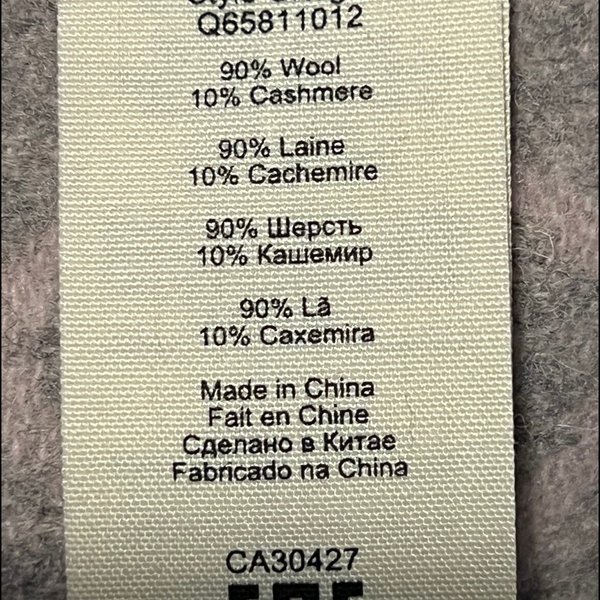 Q65811012
90% Wool
10% Cashmere
90% Laine
10% Cachemire
90% Шерсть
10% Кашемир
90% Lã
10% Caxemira
Made in China
Fait en Chine
Сделано в Китае
Fabricado na China
CA30427